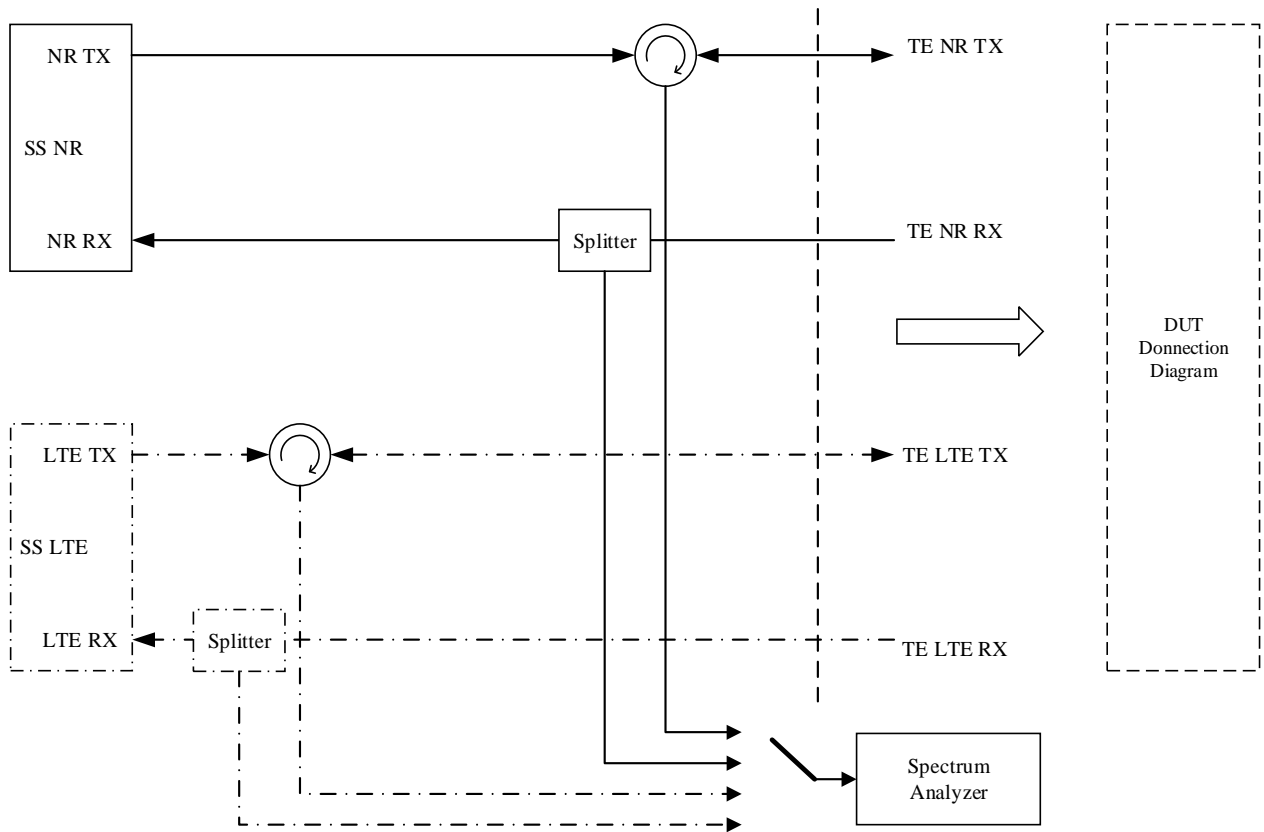 NR TX
TE NR TX
SS NR
NR RX
Splitter
TE NR RX
DUT
Donnection
Diagram
LTE TX
TE LTE TX
SS LTE
LTE RX
Splitter
TE LTE RX
Spectrum
Analyzer